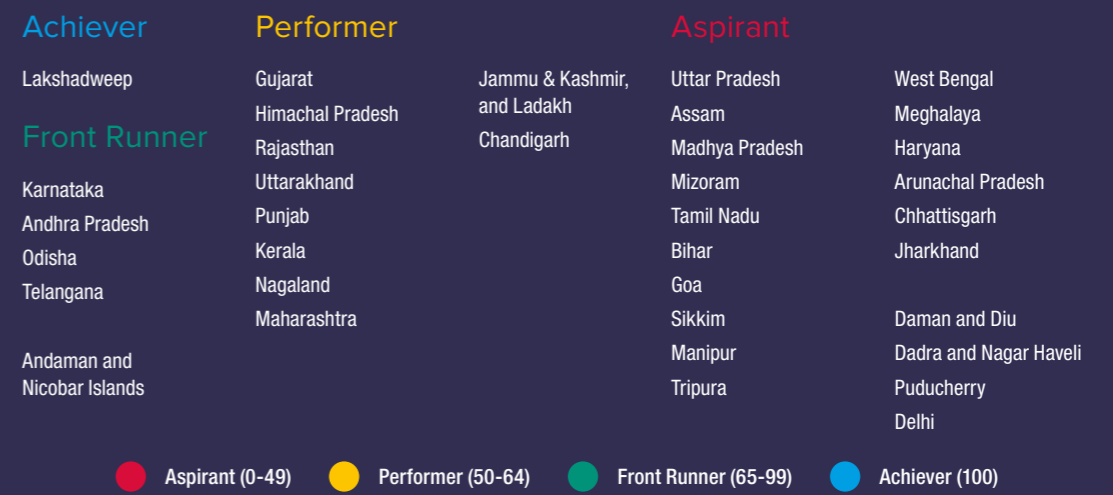 Achiever
Lakshadweep
Front Runner
Karnataka
Andhra Pradesh
Odisha
Telangana
Andaman and
Nicobar Islands
Performer
Gujarat
Himachal Pradesh
Rajasthan
Uttarakhand
Punjab
Kerala
Nagaland
Maharashtra
Jammu & Kashmir,
and Ladakh
Chandigarh
Aspirant
Uttar Pradesh
Assam
Madhya Pradesh
Mizoram
Tamil Nadu
Bihar
Goa
Sikkim
Manipur
Tripura
West Bengal
Meghalaya
Haryana
Arunachal Pradesh
Chhattisgarh
Jharkhand
Daman and Diu
Dadra and Nagar Haveli
Puducherry
Delhi
Aspirant (0-49) Performer (50-64) Front Runner (65-99) Achiever (100)